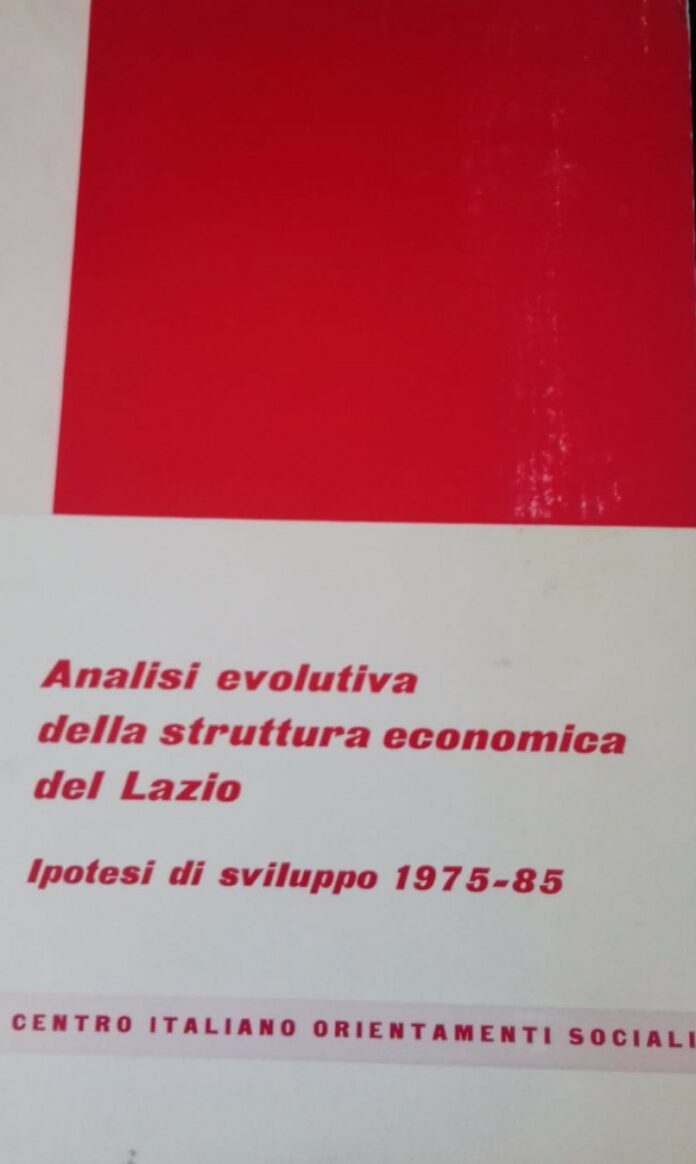 Analisi evolutiva
della struttura economica
del Lazio
Ipotesi di sviluppo 1975-85
CENTRO ITALIANO ORIENTAMENTI SOCIALI